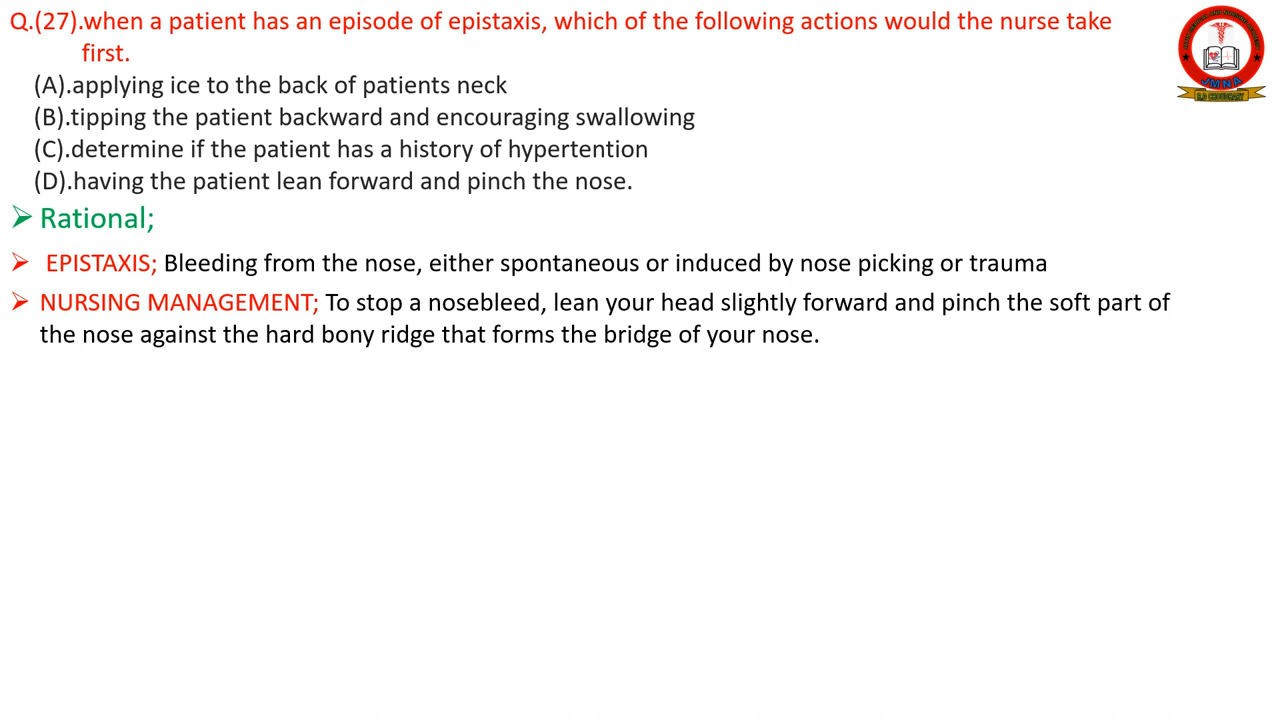 Q.(27).when a patient has an episode of epistaxis, which of the following actions would the nurse take
first.
(A).applying ice to the back of patients neck
(B).tipping the patient backward and encouraging swallowing
(C).determine if the patient has a history of hypertention
(D).having the patient lean forward and pinch the nose.
Rational;
EPISTAXIS; Bleeding from the nose, either spontaneous or induced by nose picking or trauma
NURSING MANAGEMENT; To stop a nosebleed, lean your head slightly forward and pinch the soft part of
the nose against the hard bony ridge that forms the bridge of your nose.
JMNA